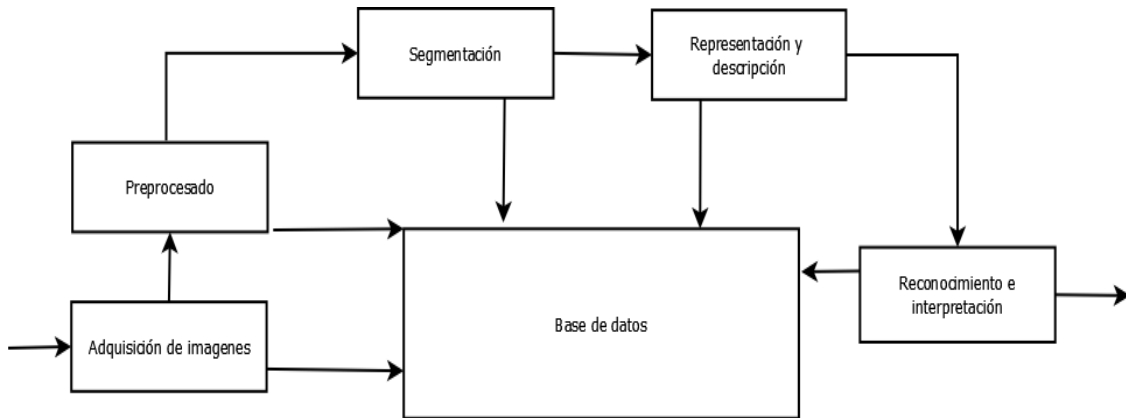 Segmentación
Representación y
descripción
Preprocesado
Adquisición de imagenes
Base de datos
Reconocimiento e
interpretación